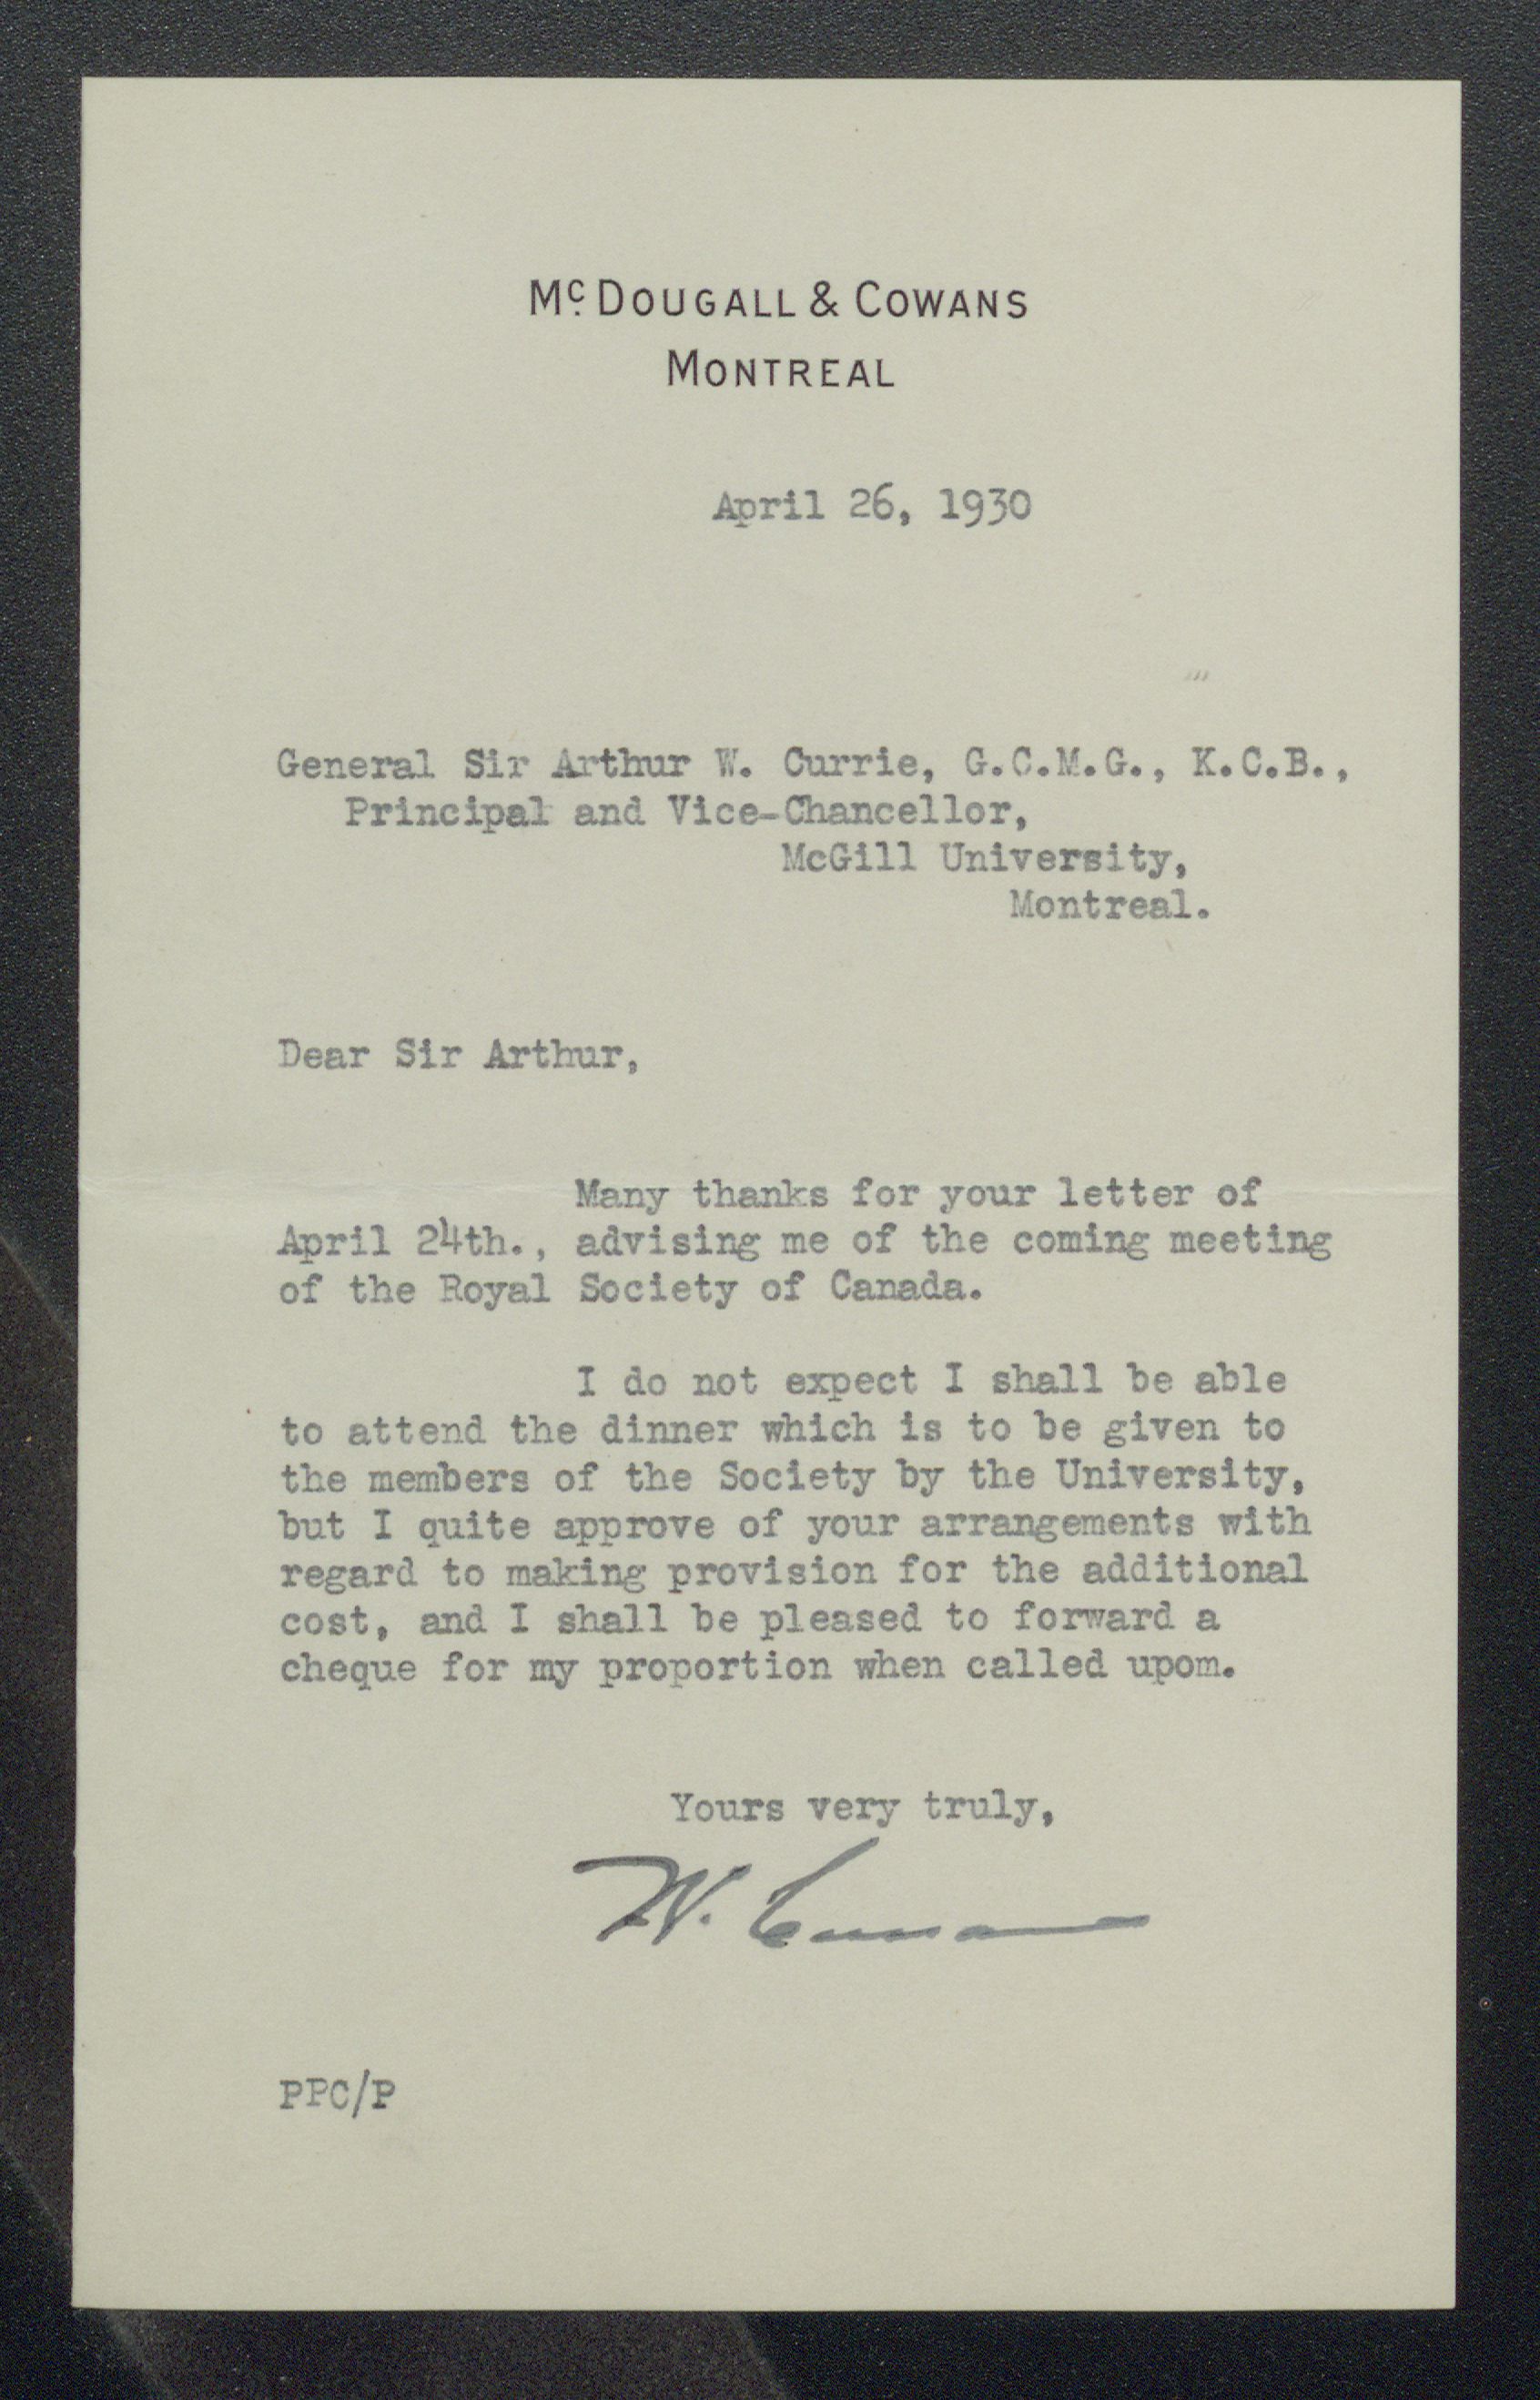 Mc. DOUGALL & COWANS
MONTREAL
April 26, 1930
General Sir Arthur W. Currie, G.C.M.G., K.C.B.,
Principal and Vice-Chancellor,
McGill University,
Montreal.
Dear Sir Arthur,
Many thanks for your letter of
April 24th., advising me of the coming meeting
of the Royal Society of Canada.
I do not expect I shall be able
to attend the dinner which is to be given to
the members of the Society by the University,
but I quite approve of your arrangements with
regard to making provision for the additional
cost, and I shall be pleased to forward a
cheque for my proportion when called upom.
Yours very truly,
PPC/P